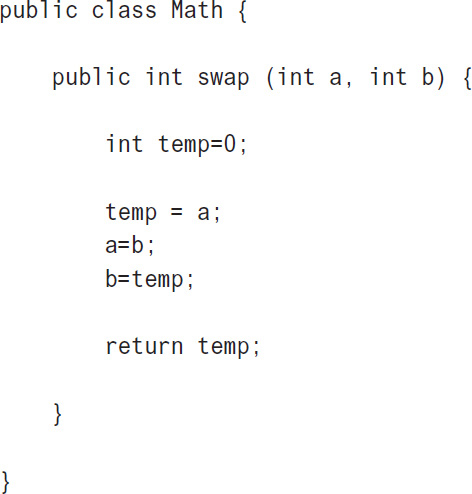 public class Math {
    public int swap (int a, int b) {
        int temp=0;
        temp = a;
        a=b;
        b=temp;
        return temp;
    }
}